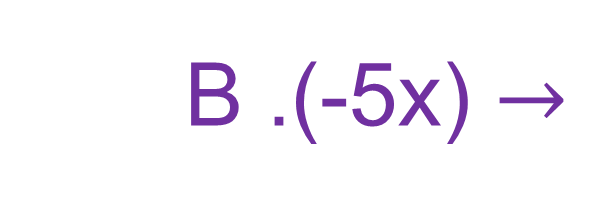 B .(-5x) →